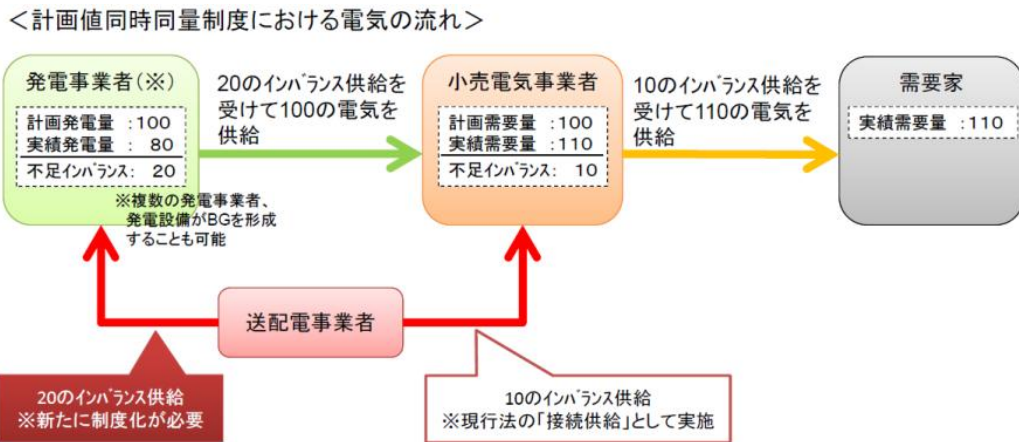 ＜計画値同時同量制度における電気の流れ＞
発電事業者(※)
計画発電量 ：100
実績発電量 ： 80
不足インバランス： 20
※複数の発電事業者、
発電設備がBGを形成
することも可能
20のインバランス供給を
受けて100の電気を
供給
小売電気事業者
計画需要量 ：100
実績需要量 ：110
不足インバランス： 10
10のインバランス供給を
受けて110の電気を
供給
需要家
実績需要量 ：110
送配電事業者
20のインバランス供給
※新たに制度化が必要
10のインバランス供給
※現行法の「接続供給」として実施